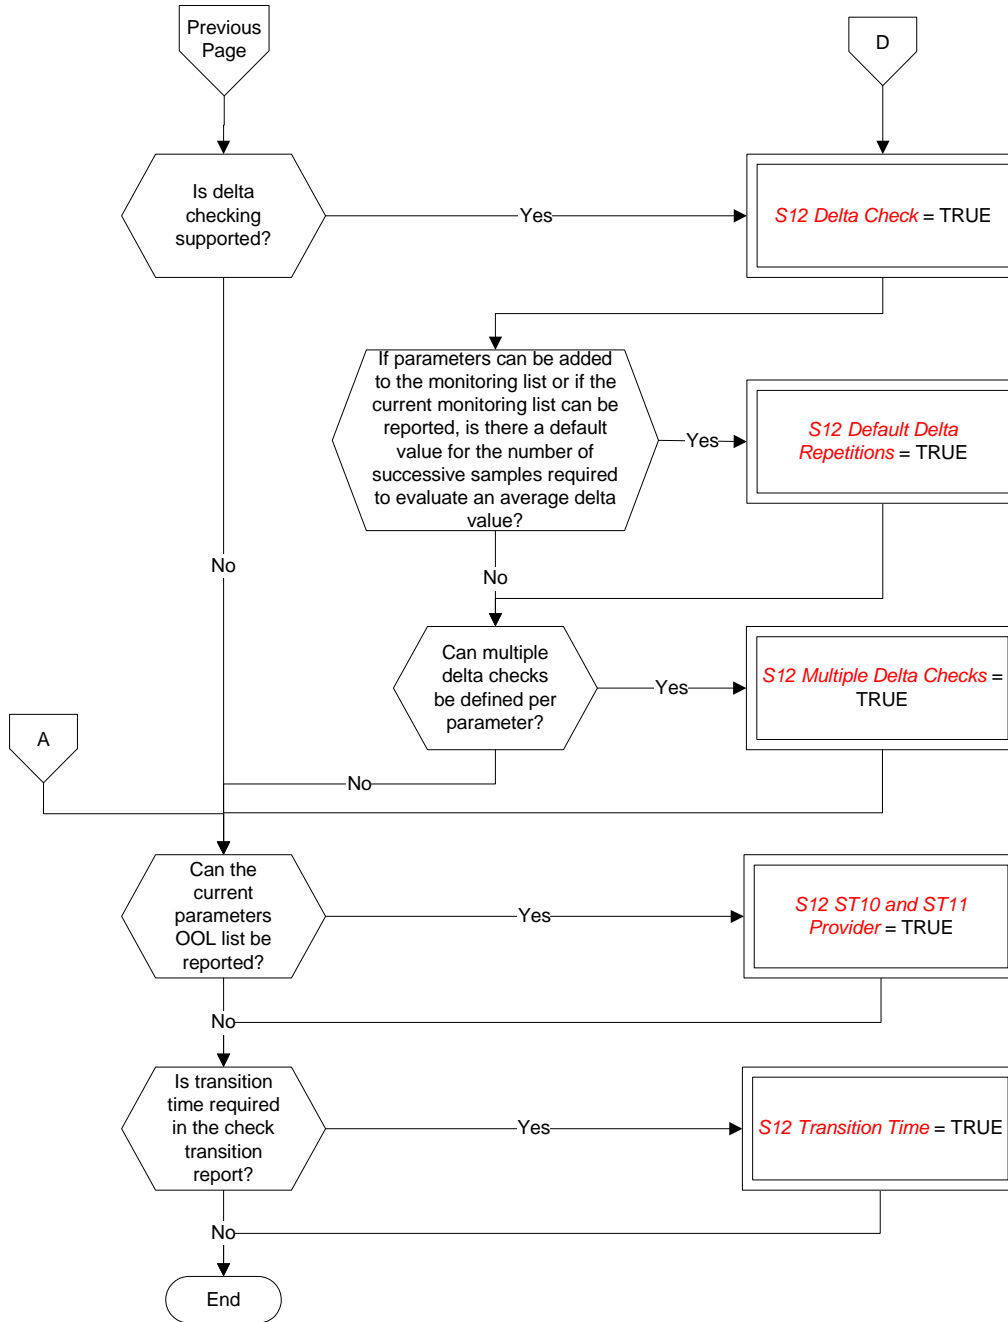 Previous
Page
D
Is delta
checking
supported?
Yes
S12 Delta Check = TRUE
If parameters can be added
to the monitoring list or if the
current monitoring list can be
reported, is there a default
value for the number of
successive samples required
to evaluate an average delta
value?
Yes
S12 Default Delta
Repetitions = TRUE
No
No
Can multiple
delta checks
be defined per
parameter?
Yes
S12 Multiple Delta Checks =
TRUE
A
No
Can the
current
parameters
OOL list be
reported?
Yes
S12 ST10 and ST11
Provider = TRUE
No
Is transition
time required
in the check
transition
report?
Yes
S12 Transition Time = TRUE
No
End